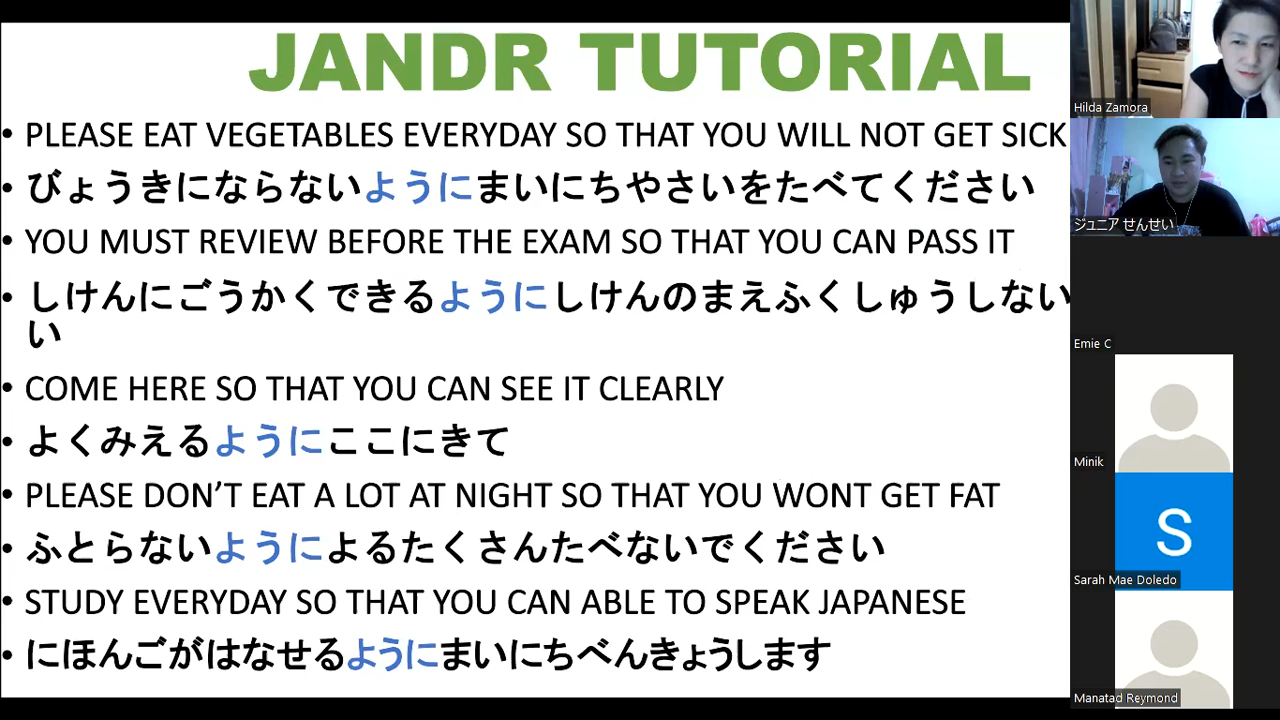 JANDR TUTORIAL
• PLEASE EAT VEGETABLES EVERYDAY SO THAT YOU WILL NOT GET SICK
• びょうきにならないようにまいにちやさいをたべてください
• YOU MUST REVIEW BEFORE THE EXAM SO THAT YOU CAN PASS IT
• しけんにごうかくできるようにしけんのまえふくしゅうしない
い
• COME HERE SO THAT YOU CAN SEE IT CLEARLY
• よくみえるようにここにきて
• PLEASE DON'T EAT A LOT AT NIGHT SO THAT YOU WONT GET FAT
• ふとらないようによるたくさんたべないでください
• STUDY EVERYDAY SO THAT YOU CAN ABLE TO SPEAK JAPANESE
• にほんごがはなせるようにまいにちべんきょうします
Hilda Zamora
ジュニア せんせい
Emie C
Minik
S
Sarah Mae Doledo
Manatad Reymond